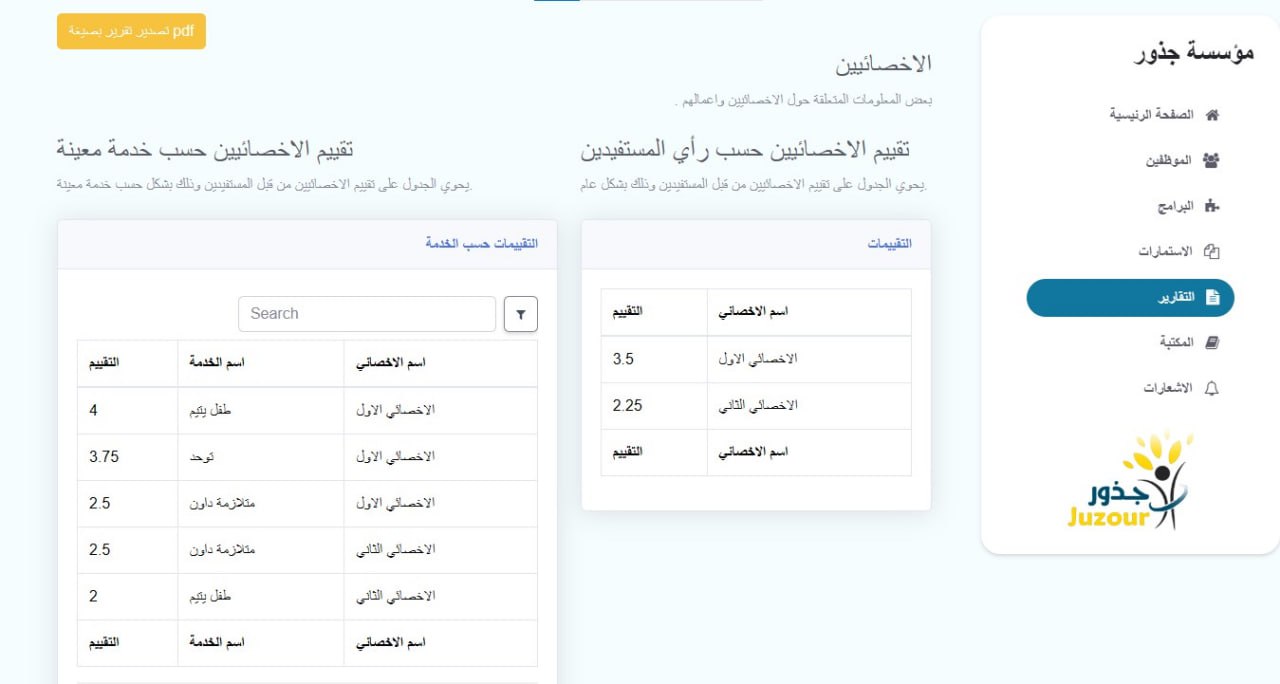 مؤسسة جذور
الصفحة الرئيسية
الموظفين
البرامج
الاستمارات
التقارير
المكتبة
الاشعارات
جذور
Juzour
تصدير تقرير بصيغة pdf
الاخصائيين
بعض المعلومات المتعلقة حول الاخصائيين واعمالهم .
تقييم الاخصائيين حسب رأي المستفيدين
يحوي الجدول على تقييم الاخصائيين من قبل المستفيدين وذلك بشكل عام.
التقييمات
اسم الاخصائي التقييم
الاخصائي الاول 3.5
الاخصائي الثاني 2.25
اسم الاخصائي التقييم
تقييم الاخصائيين حسب خدمة معينة
يحوي الجدول على تقييم الاخصائيين من قبل المستفيدين وذلك بشكل حسب خدمة معينة.
التقييمات حسب الخدمة
Search
اسم الاخصائي اسم الخدمة التقييم
الاخصائي الاول طفل يتيم 4
الاخصائي الاول توحد 3.75
الاخصائي الاول متلازمة داون 2.5
الاخصائي الثاني متلازمة داون 2.5
الاخصائي الثاني طفل يتيم 2
اسم الاخصائي اسم الخدمة التقييم